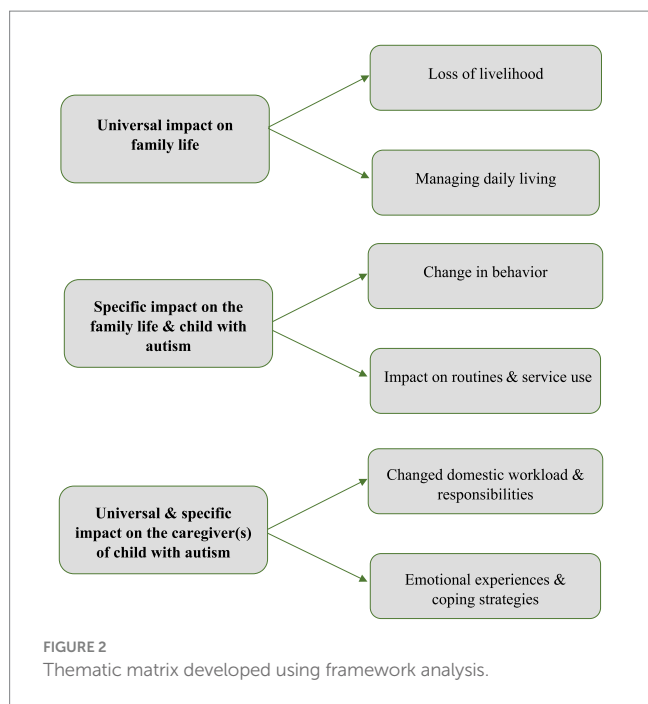 Universal impact on
family life
Loss of livelihood
Managing daily living
Specific impact on the
family life & child with
autism
Change in behavior
Impact on routines & service use
Universal & specific
impact on the caregiver(s)
of child with autism
Changed domestic workload &
responsibilities
Emotional experiences &
coping strategies
FIGURE 2
Thematic matrix developed using framework analysis.